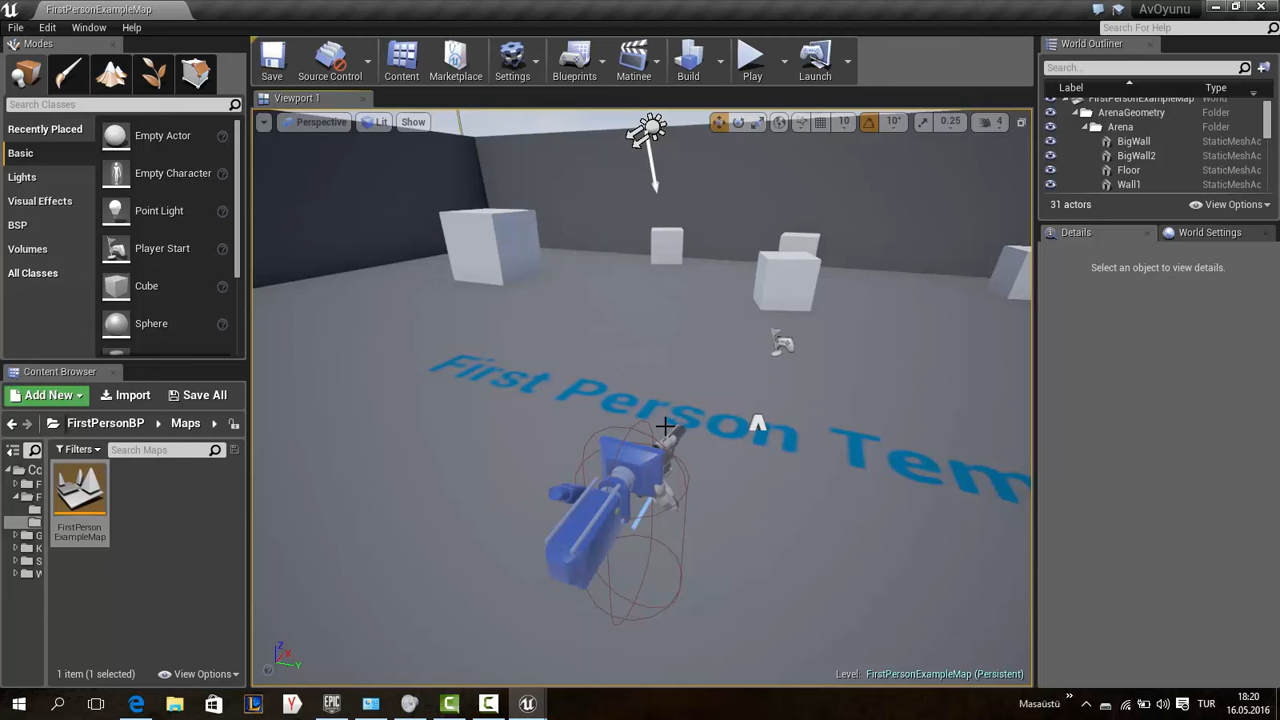 FirstPersonExampleMap
AvOyunu
File Edit Window Help
Search For Help
Modes
Save
Source Control
Content
Marketplace
Settings
Blueprints
Matinee
Build
Play
Launch
World Outliner
Search...
Label
Type
FirstPersonExampleMap World
ArenaGeometry Folder
Arena Folder
BigWall StaticMeshAc
BigWall2 StaticMeshAc
Floor StaticMeshAc
Wall1 StaticMeshAc
31 actors
View Options
Search Classes
Recently Placed
Basic
Lights
Visual Effects
BSP
Volumes
All Classes
Empty Actor
Empty Character
Point Light
Player Start
Cube
Sphere
Viewport 1
Perspective
Lit
Show
10
10°
0.25
4
First Person Tem
Z
X
Y
Level: FirstPersonExampleMap (Persistent)
Details
World Settings
Select an object to view details.
Content Browser
Add New
Import
Save All
FirstPersonBP
Maps
Filters
Search Maps
Co
F
F
G
K
S
W
FirstPerson
ExampleMap
1 item (1 selected)
View Options
EPIC
Masaüstü
TUR
18:20
16.05.2016